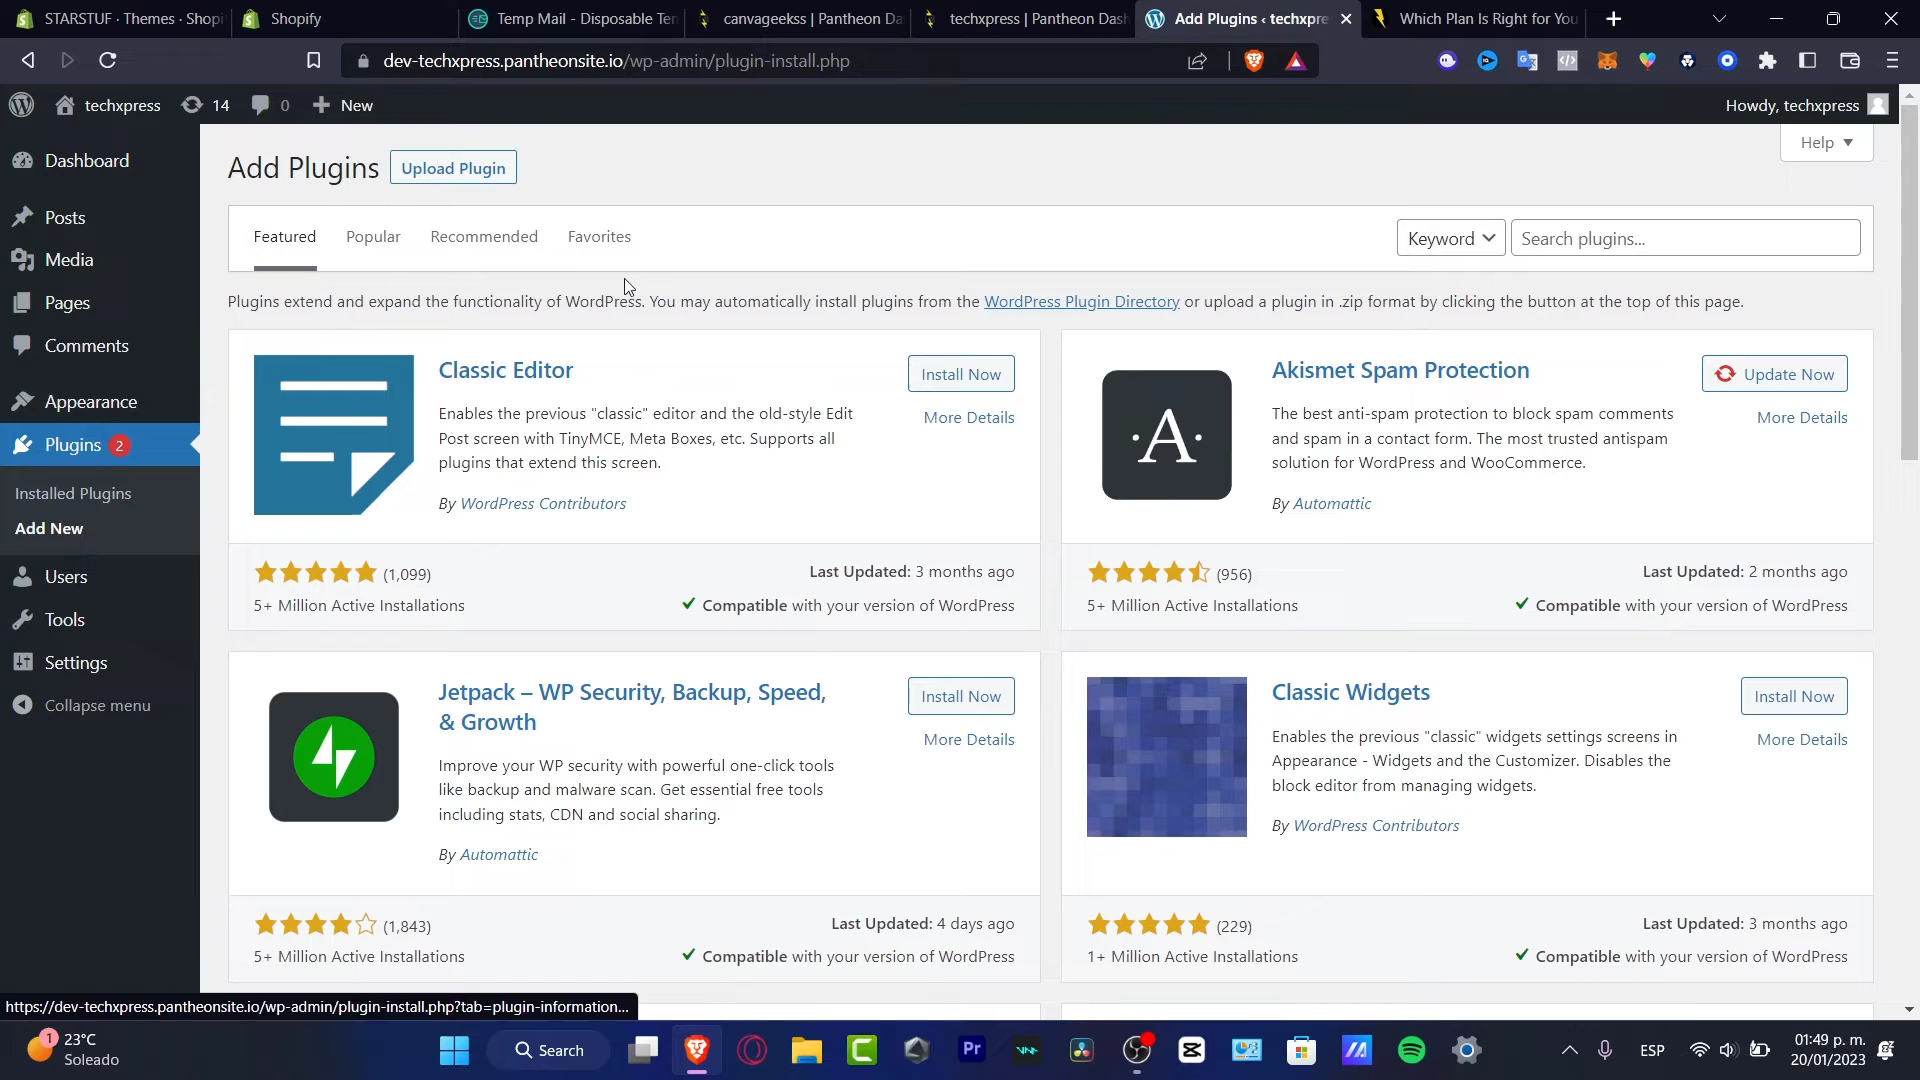 STARSTUF · Themes · Shopi
Shopify
Temp Mail - Disposable Ten
canvageekss | Pantheon Da
techxpress | Pantheon Dash
Add Plugins ‹ techxpre
Which Plan Is Right for You
dev-techxpress.pantheonsite.io/wp-admin/plugin-install.php
techxpress
14
0
New
Howdy, techxpress
Dashboard
Posts
Media
Pages
Comments
Appearance
Plugins 2
Installed Plugins
Add New
Users
Tools
Settings
Collapse menu
Help
Add Plugins
Upload Plugin
Featured
Popular
Recommended
Favorites
Keyword
Search plugins...
Plugins extend and expand the functionality of WordPress. You may automatically install plugins from the WordPress Plugin Directory or upload a plugin in .zip format by clicking the button at the top of this page.
Classic Editor
Install Now
More Details
Enables the previous "classic" editor and the old-style Edit
Post screen with TinyMCE, Meta Boxes, etc. Supports all
plugins that extend this screen.
By WordPress Contributors
(1,099)
Last Updated: 3 months ago
5+ Million Active Installations
Compatible with your version of WordPress
·A·
Akismet Spam Protection
Update Now
More Details
The best anti-spam protection to block spam comments
and spam in a contact form. The most trusted antispam
solution for WordPress and WooCommerce.
By Automattic
(956)
Last Updated: 2 months ago
5+ Million Active Installations
Compatible with your version of WordPress
Jetpack – WP Security, Backup, Speed,
& Growth
Install Now
More Details
Improve your WP security with powerful one-click tools
like backup and malware scan. Get essential free tools
including stats, CDN and social sharing.
By Automattic
(1,843)
Last Updated: 4 days ago
5+ Million Active Installations
Compatible with your version of WordPress
Classic Widgets
Install Now
More Details
Enables the previous "classic" widgets settings screens in
Appearance - Widgets and the Customizer. Disables the
block editor from managing widgets.
By WordPress Contributors
(229)
Last Updated: 3 months ago
1+ Million Active Installations
Compatible with your version of WordPress
https://dev-techxpress.pantheonsite.io/wp-admin/plugin-install.php?tab=plugin-information...
1
23°C
Soleado
Search
Pr
ESP
01:49 p. m.
20/01/2023